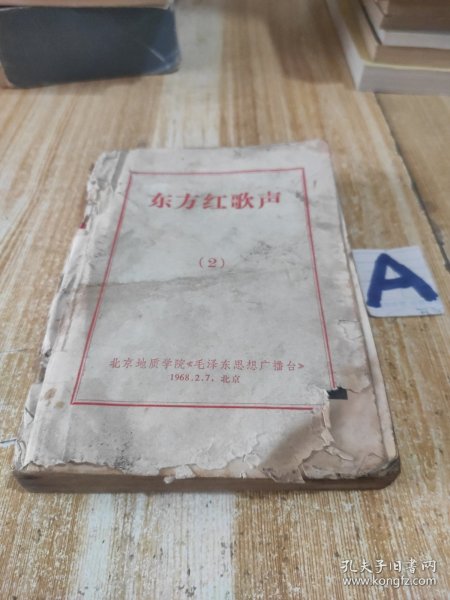 东方红歌声
（2）
北京地质学院《毛泽东思想广播台》
1968.2.7，北京
A
孔夫子旧书网
www.kongfz.com